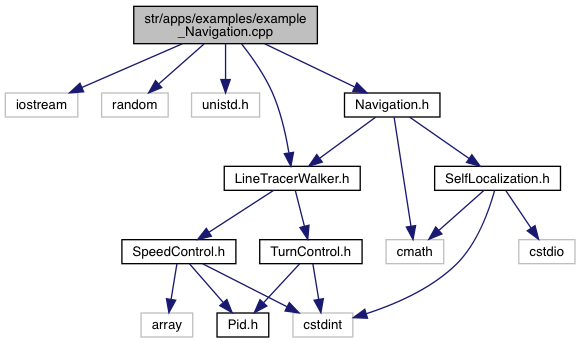 str/apps/examples/example
_Navigation.cpp
iostream
random
unistd.h
Navigation.h
LineTracerWalker.h
SelfLocalization.h
SpeedControl.h
TurnControl.h
cmath
cstdio
array
Pid.h
cstdint